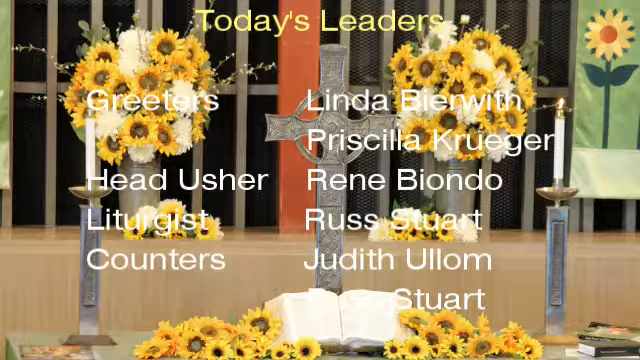 Today's Leaders
Greeters Linda Bierwith
Priscilla Krueger
Head Usher Rene Biondo
Liturgist Russ Stuart
Counters Judith Ullom
Stuart